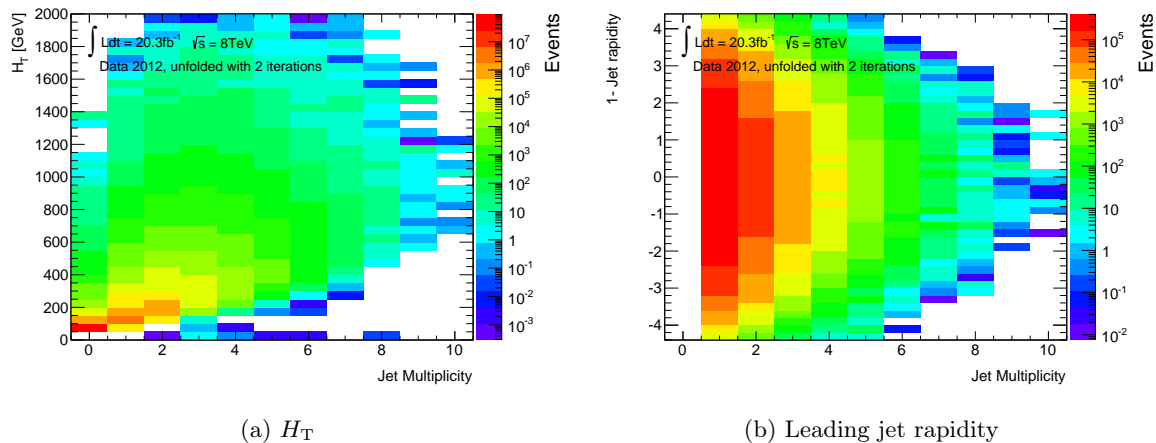 H_T [GeV]
2000
1800
1600
1400
1200
1000
800
600
400
200
0
∫ Ldt = 20.3fb⁻¹ √s = 8TeV
Data 2012, unfolded with 2 iterations
0 2 4 6 8 10
Jet Multiplicity
Events
10⁷
10⁶
10⁵
10⁴
10³
10²
10
1
10⁻¹
10⁻²
10⁻³
(a) H_T
1- Jet rapidity
4
3
2
1
0
-1
-2
-3
-4
∫ Ldt = 20.3fb⁻¹ √s = 8TeV
Data 2012, unfolded with 2 iterations
0 2 4 6 8 10
Jet Multiplicity
Events
10⁵
10⁴
10³
10²
10
1
10⁻¹
10⁻²
(b) Leading jet rapidity